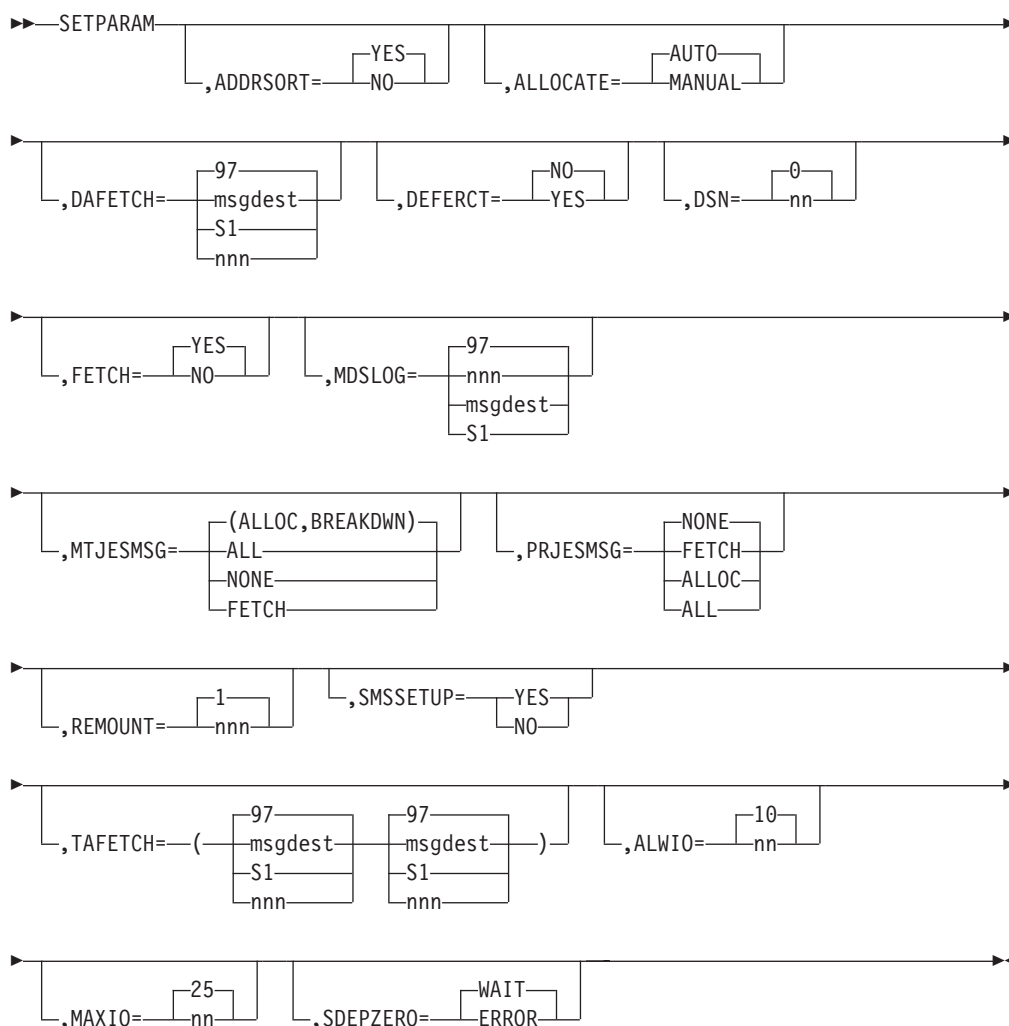 SETPARAM
,ADDRSORT= YES NO ,ALLOCATE= AUTO MANUAL
,DAFETCH= 97 msgdest S1 nnn ,DEFERCT= NO YES ,DSN= 0 nn
,FETCH= YES NO ,MDSLOG= 97 nnn msgdest S1
,MTJESMSG= (ALLOC,BREAKDWN) ALL NONE FETCH ,PRJESMSG= NONE FETCH ALLOC ALL
,REMOUNT= 1 nnn ,SMSSETUP= YES NO
,TAFETCH= ( 97 msgdest S1 nnn 97 msgdest S1 nnn ) ,ALWIO= 10 nn
,MAXIO= 25 nn ,SDEPZERO= WAIT ERROR